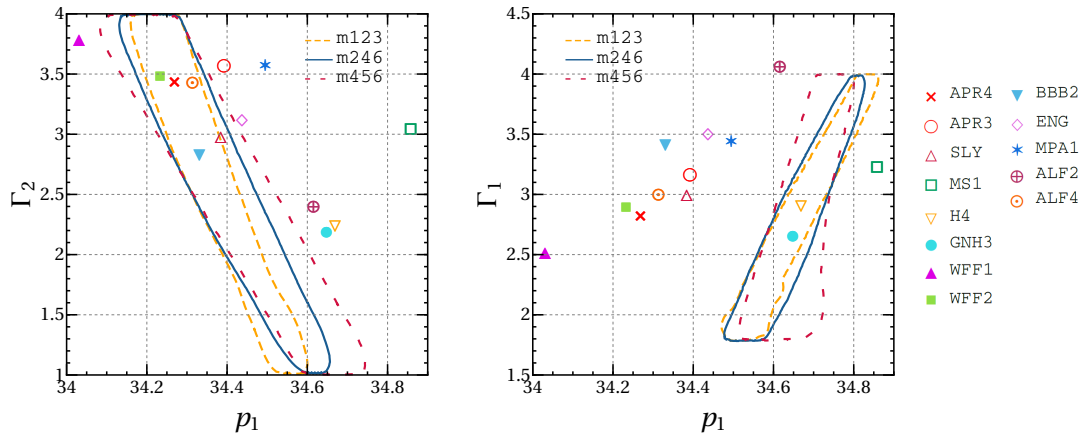 4
3.5
3
2.5
2
1.5
1
34
34.2
34.4
34.6
34.8
Γ2
p1
m123
m246
m456
4.5
4
3.5
3
2.5
2
1.5
34
34.2
34.4
34.6
34.8
Γ1
p1
m123
m246
m456
APR4
APR3
SLY
MS1
H4
GNH3
WFF1
WFF2
BBB2
ENG
MPA1
ALF2
ALF4